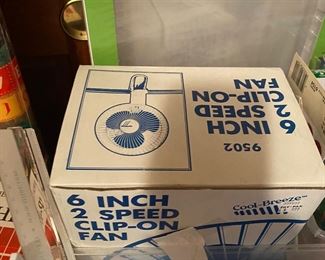 6 INCH
2 SPEED
CLIP-ON
FAN
9502
6 INCH
2 SPEED
CLIP-ON
FAN
Cool-Breeze